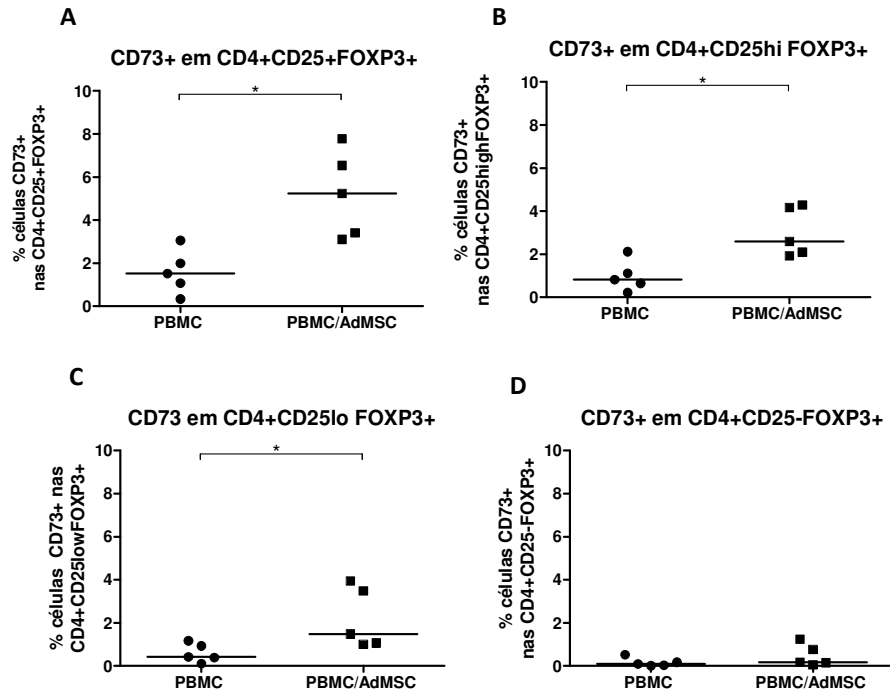 A
CD73+ em CD4+CD25+FOXP3+
% células CD73+
nas CD4+CD25+FOXP3+
10
8
6
4
2
0
*
PBMC
PBMC/AdMSC
B
CD73+ em CD4+CD25hi FOXP3+
% células CD73+
nas CD4+CD25highFOXP3+
10
8
6
4
2
0
*
PBMC
PBMC/AdMSC
C
CD73 em CD4+CD25lo FOXP3+
% células CD73+ nas
CD4+CD25lowFOXP3+
10
8
6
4
2
0
*
PBMC
PBMC/AdMSC
D
CD73+ em CD4+CD25-FOXP3+
% células CD73+
nas CD4+CD25-FOXP3+
10
8
6
4
2
0
PBMC
PBMC/AdMSC